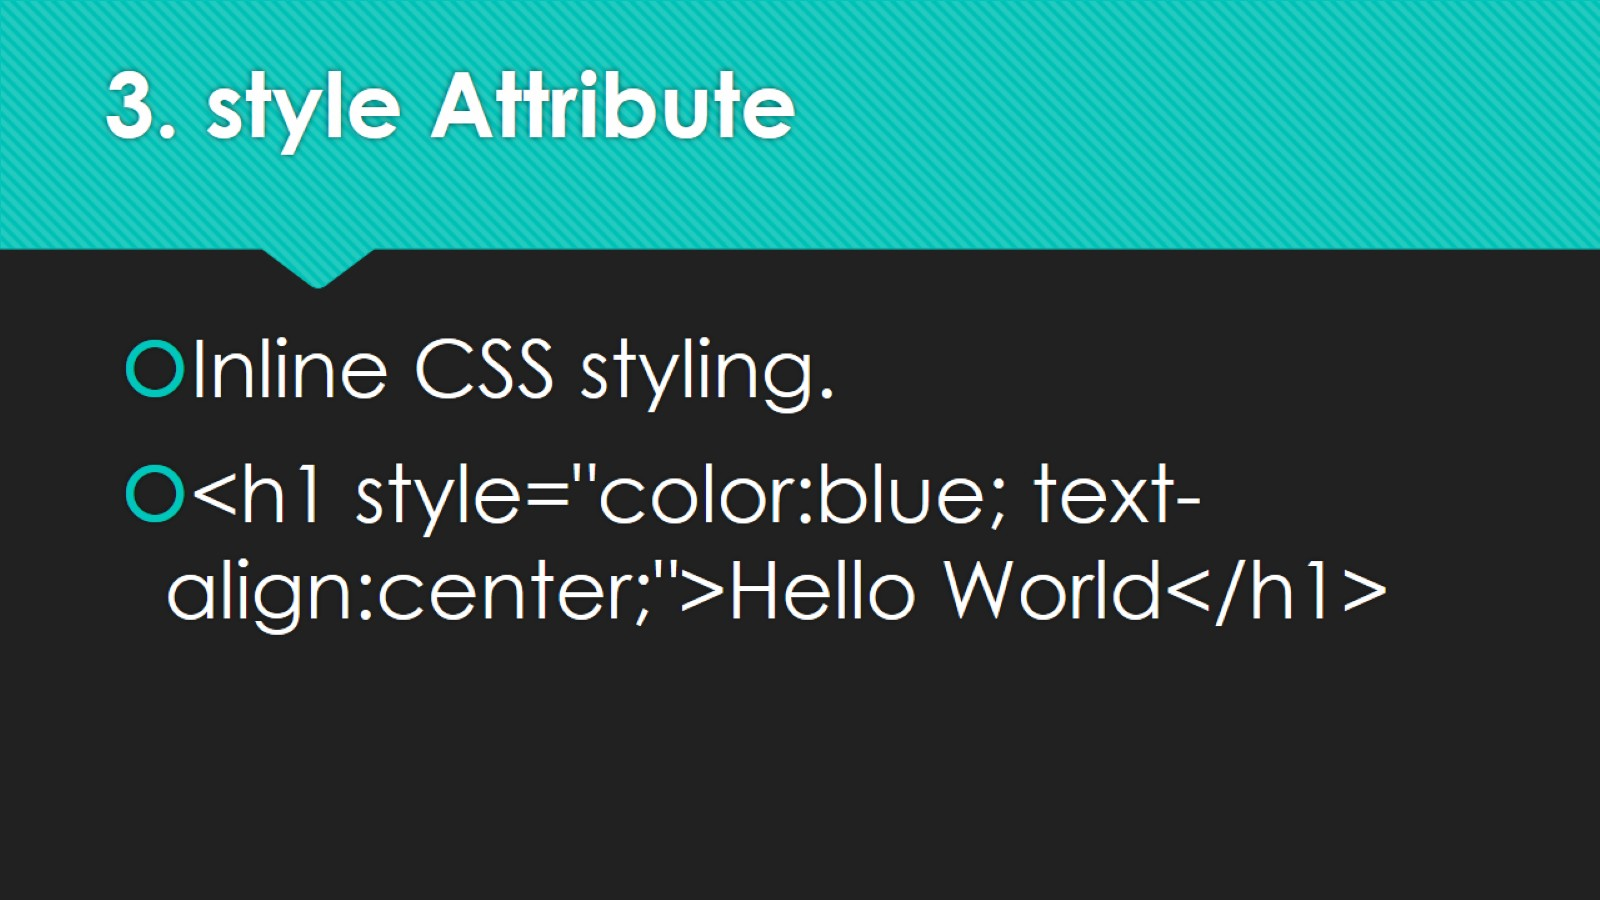 3. style Attribute
Inline CSS styling.
<h1 style="color:blue; text-
align:center;">Hello World</h1>